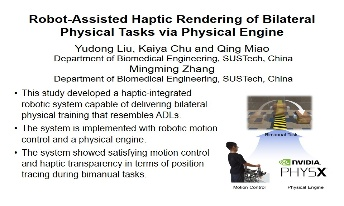 Robot-Assisted Haptic Rendering of Bilateral
Physical Tasks via Physical Engine
Yudong Liu, Kaiya Chu and Qing Miao
Department of Biomedical Engineering, SUSTech, China
Mingming Zhang
Department of Biomedical Engineering, SUSTech, China
• This study developed a haptic-integrated
robotic system capable of delivering bilateral
physical training that resembles ADLs
• The system is implemented with robotic motion
control and a physical engine.
• The system showed satisfying motion control
and haptic transparency in terms of position
tracing during bimanual tasks.
Bimanual Task
NVIDIA
PHYSX
Motion Control
Physical Engine